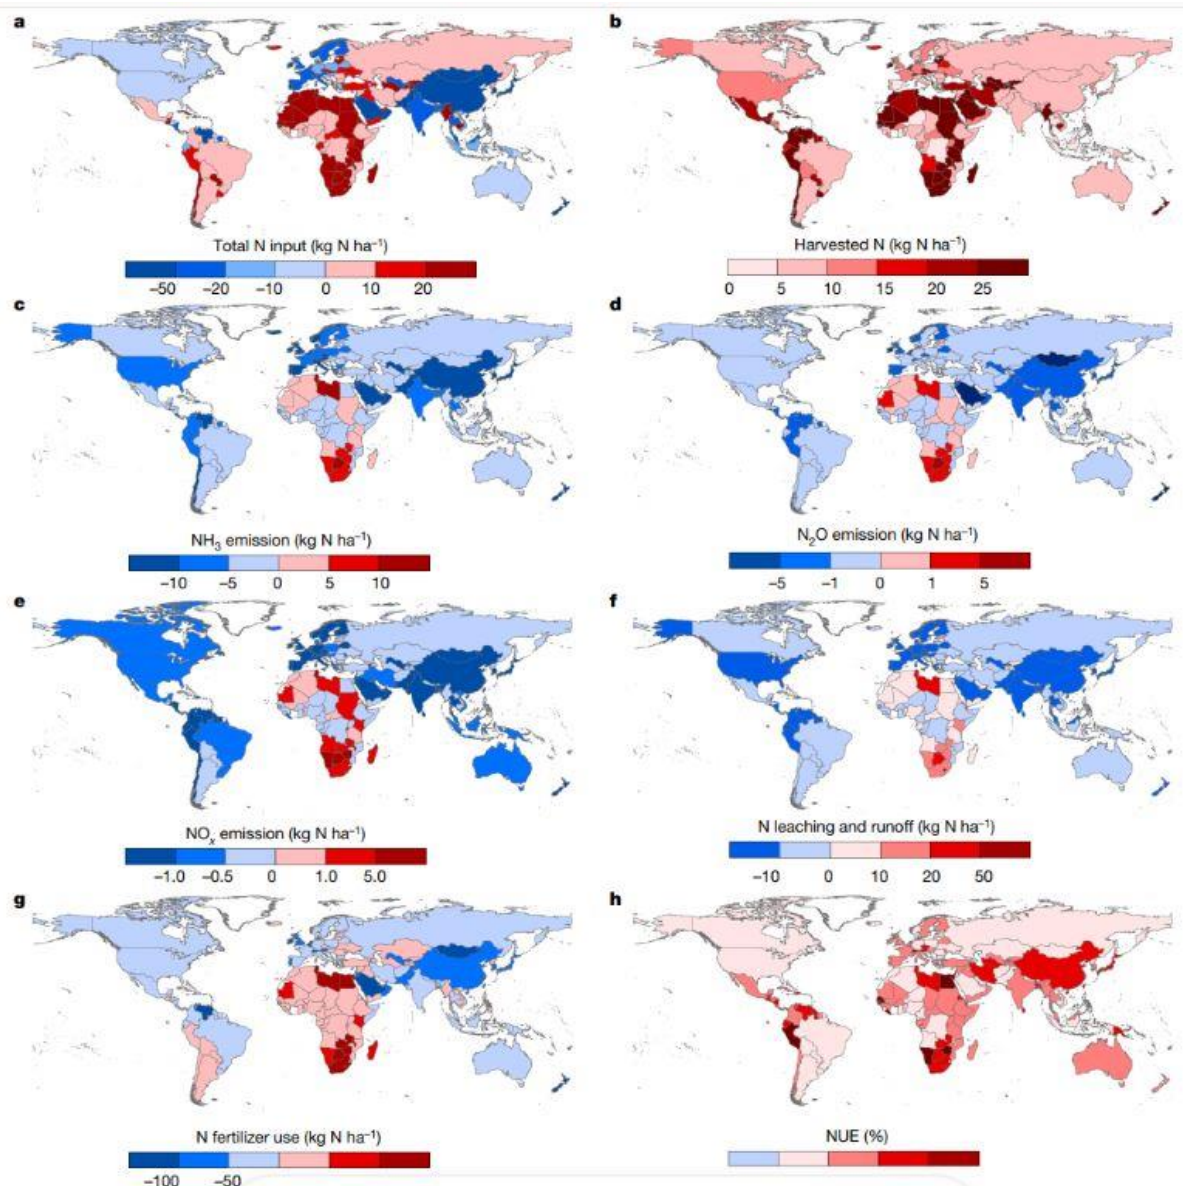 a
b
Total N input (kg N ha⁻¹)
−50 −20 −10 0 10 20
Harvested N (kg N ha⁻¹)
0 5 10 15 20 25
c
d
NH₃ emission (kg N ha⁻¹)
−10 −5 0 5 10
N₂O emission (kg N ha⁻¹)
−5 −1 0 1 5
e
f
NOₓ emission (kg N ha⁻¹)
−1.0 −0.5 0 1.0 5.0
N leaching and runoff (kg N ha⁻¹)
−10 0 10 20 50
g
h
N fertilizer use (kg N ha⁻¹)
−100 −50
NUE (%)